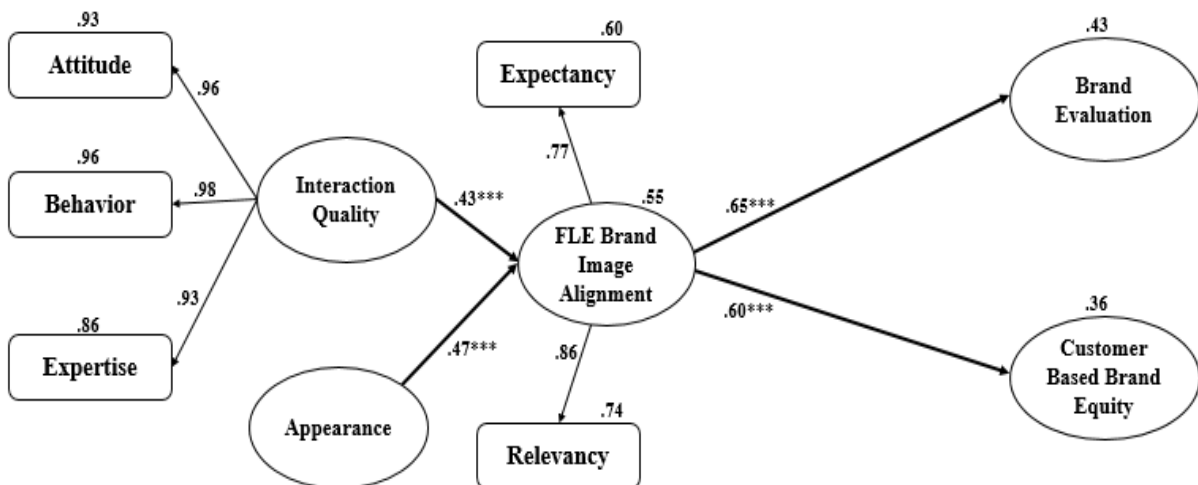 .93
Attitude
.96
.96
Behavior
.98
.86
Expertise
.93
Interaction
Quality
.43***
Appearance
.47***
.60
Expectancy
.77
.55
FLE Brand
Image
Alignment
.86
.74
Relevancy
.65***
.43
Brand
Evaluation
.60***
.36
Customer
Based Brand
Equity